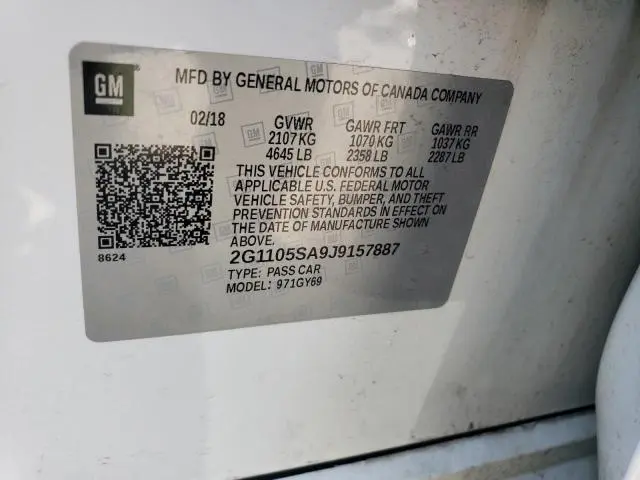 GM
MFD BY GENERAL MOTORS OF CANADA COMPANY
02/18 GVWR GAWR FRT GAWR RR
2107 KG 1070 KG 1037 KG
4645 LB 2358 LB 2287 LB
THIS VEHICLE CONFORMS TO ALL
APPLICABLE U.S. FEDERAL MOTOR
VEHICLE SAFETY, BUMPER, AND THEFT
PREVENTION STANDARDS IN EFFECT ON
THE DATE OF MANUFACTURE SHOWN
ABOVE.
8624
2G1105SA9J9157887
TYPE: PASS CAR
MODEL: 971GY69